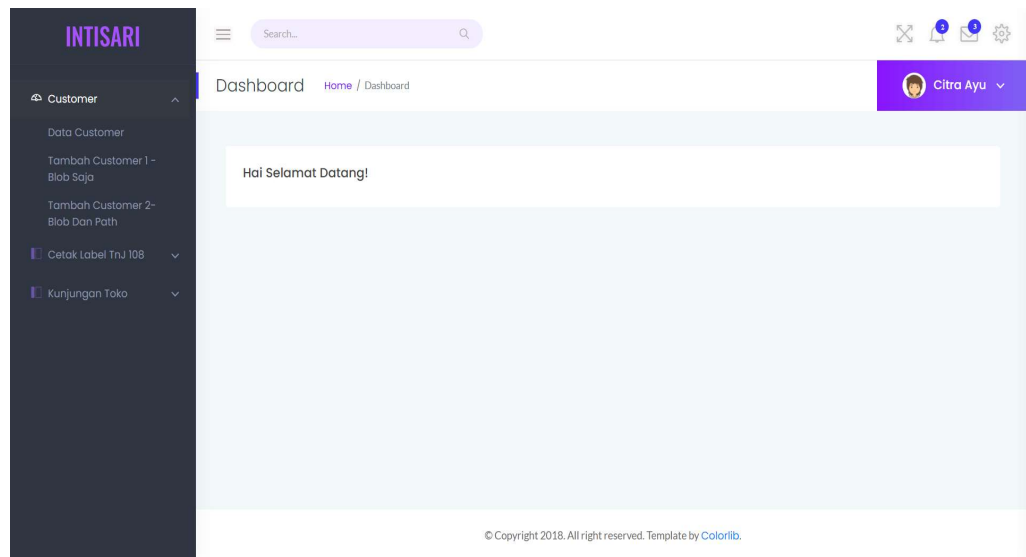 INTISARI
Search...
2
3
Customer
Dashboard
Home / Dashboard
Citra Ayu
Data Customer
Tambah Customer 1 -
Blob Saja
Tambah Customer 2-
Blob Dan Path
Cetak Label TnJ 108
Kunjungan Toko
Hai Selamat Datang!
© Copyright 2018. All right reserved. Template by Colorlib.